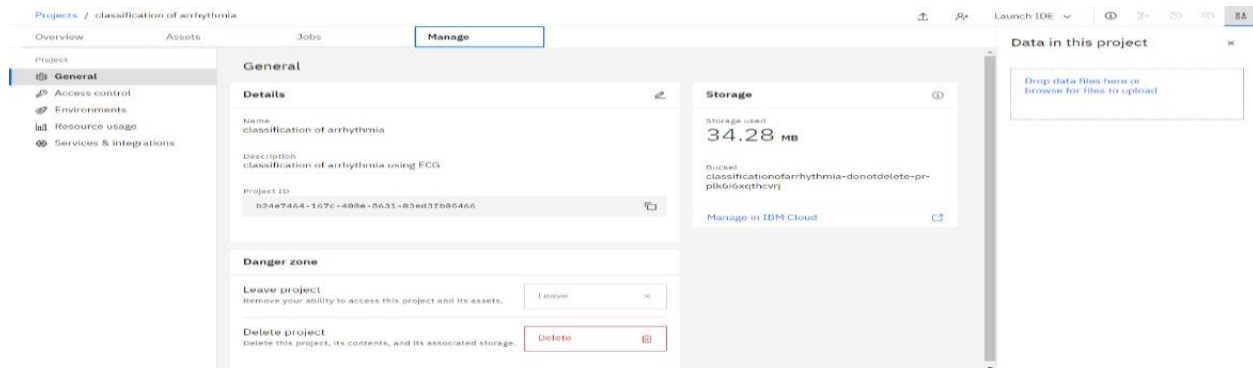 Projects / classification of arrhythmia
Launch IDE
Overview
Assets
Jobs
Manage
Project
General
Access control
Environments
Resource usage
Services & integrations
General
Details
Name
classification of arrhythmia
Description
classification of arrhythmia using ECG
Project ID
Storage
Storage used
34.28 MB
Bucket
classificationofarrhythmia-donotdelete-pr-
plk6i6xqthcvrj
Manage in IBM Cloud
Danger zone
Leave project
Remove your ability to access this project and its assets.
Leave
Delete project
Delete this project, its contents, and its associated storage.
Delete
Data in this project
Drop data files here or
browse for files to upload